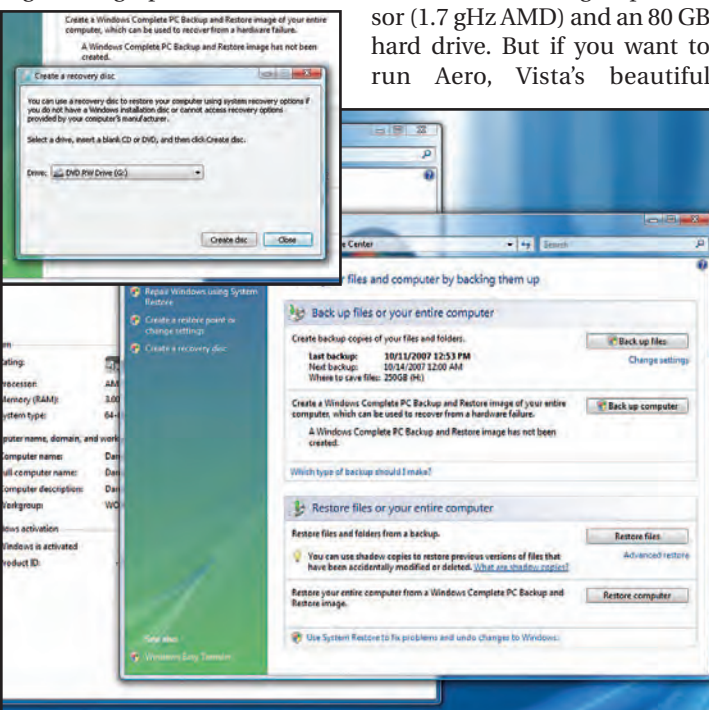 sor (1.7 gHz AMD) and an 80 GB
hard drive. But if you want to
run Aero, Vista's beautiful
Create a Windows Complete PC Backup and Restore image of your entire
computer, which can be used to recover from a hardware failure.
A Windows Complete PC Backup and Restore image has not been
created.
Create a recovery disc
You can use a recovery disc to restore your computer using system recovery options if
you do not have a Windows installation disc or cannot access recovery options
provided by your computer's manufacturer.
Select a drive, insert a blank CD or DVD, and then click Create disc.
Drive: DVD RW Drive (G:)
Create disc Close
e Center Search
r files and computer by backing them up
Repair Windows using System
Restore
Create a restore point or
change settings
Create a recovery disc
Back up files or your entire computer
Create backup copies of your files and folders.
Back up files
Last backup: 10/11/2007 12:53 PM
Change settings
Next backup: 10/14/2007 12:00 AM
Where to save files: 250GB (H:)
Create a Windows Complete PC Backup and Restore image of your entire
computer, which can be used to recover from a hardware failure.
Back up computer
A Windows Complete PC Backup and Restore image has not been
created.
Which type of backup should I make?
Restore files or your entire computer
Restore files and folders from a backup.
Restore files
You can use shadow copies to restore previous versions of files that
have been accidentally modified or deleted. What are shadow copies?
Advanced restore
Restore your entire computer from a Windows Complete PC Backup and
Restore image.
Restore computer
Use System Restore to fix problems and undo changes to Windows.
See also
Windows Easy Transfer
em
ating:
rocessor: AM
Memory (RAM): 3.00
ystem type: 64-
puter name, domain, and work
omputer name: Dan
ull computer name: Dan
omputer description: Dan
Workgroup: WO
ows activation
Windows is activated
roduct ID: